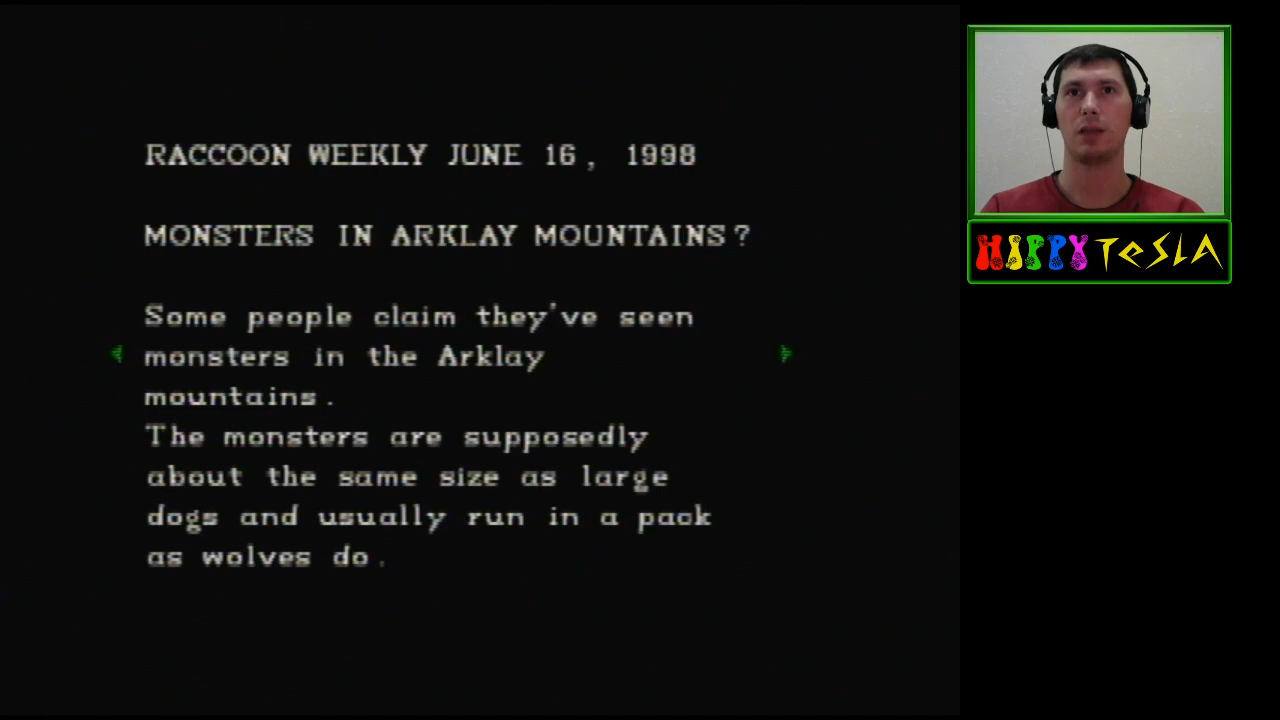 RACCOON WEEKLY JUNE 16, 1998
MONSTERS IN ARKLAY MOUNTAINS?
Some people claim they've seen
monsters in the Arklay
mountains.
The monsters are supposedly
about the same size as large
dogs and usually run in a pack
as wolves do.
HIPPYTESLA